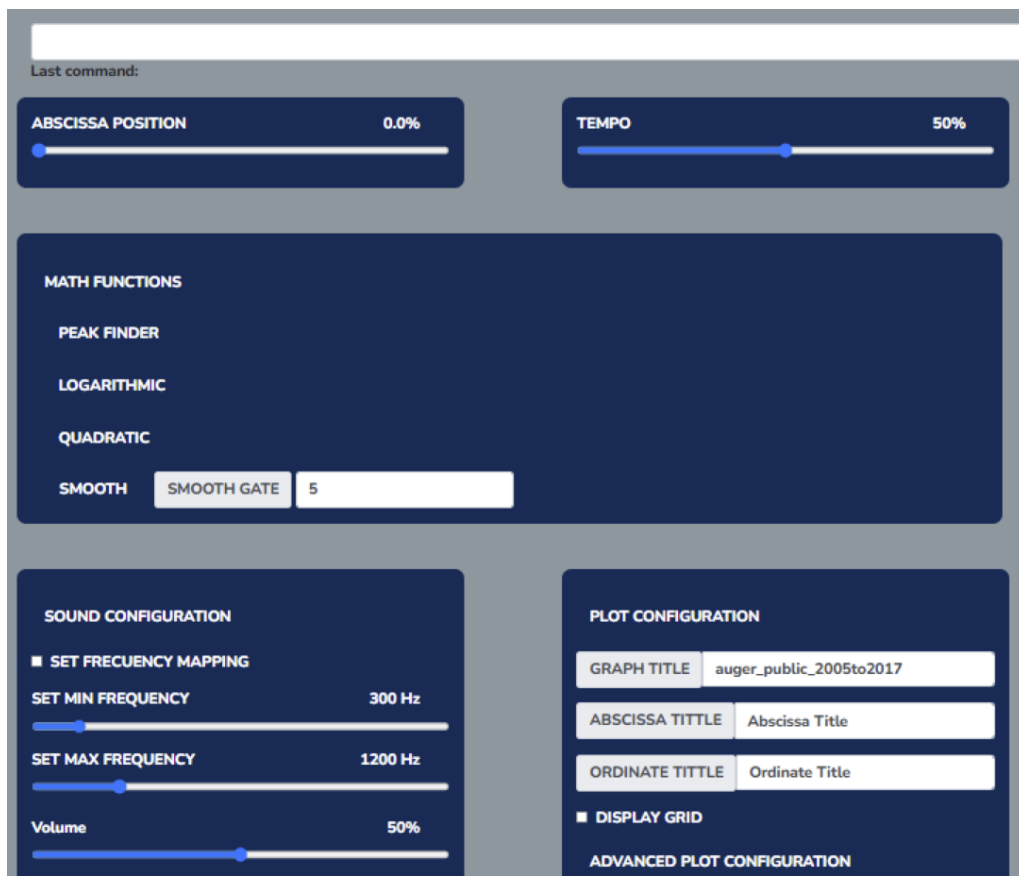 Last command:
ABSCISSA POSITION 0.0%
TEMPO 50%
MATH FUNCTIONS
PEAK FINDER
LOGARITHMIC
QUADRATIC
SMOOTH SMOOTH GATE 5
SOUND CONFIGURATION
SET FRECUENCY MAPPING
SET MIN FREQUENCY 300 Hz
SET MAX FREQUENCY 1200 Hz
Volume 50%
PLOT CONFIGURATION
GRAPH TITLE auger_public_2005to2017
ABSCISSA TITTLE Abscissa Title
ORDINATE TITTLE Ordinate Title
DISPLAY GRID
ADVANCED PLOT CONFIGURATION